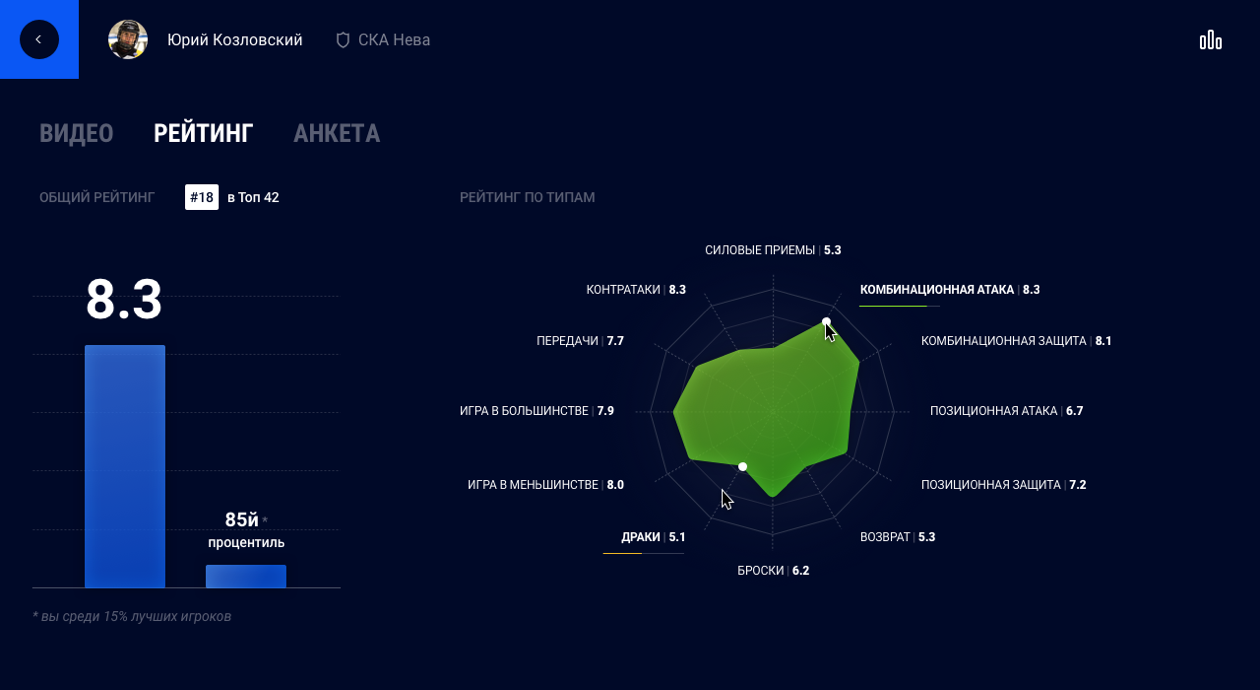 Юрий Козловский
СКА Нева
ВИДЕО
РЕЙТИНГ
АНКЕТА
ОБЩИЙ РЕЙТИНГ
#18 в Топ 42
8.3
85й *
процентиль
* вы среди 15% лучших игроков
РЕЙТИНГ ПО ТИПАМ
СИЛОВЫЕ ПРИЕМЫ | 5.3
КОМБИНАЦИОННАЯ АТАКА | 8.3
КОМБИНАЦИОННАЯ ЗАЩИТА | 8.1
ПОЗИЦИОННАЯ АТАКА | 6.7
ПОЗИЦИОННАЯ ЗАЩИТА | 7.2
ВОЗВРАТ | 5.3
БРОСКИ | 6.2
ДРАКИ | 5.1
ИГРА В МЕНЬШИНСТВЕ | 8.0
ИГРА В БОЛЬШИНСТВЕ | 7.9
ПЕРЕДАЧИ | 7.7
КОНТРАТАКИ | 8.3